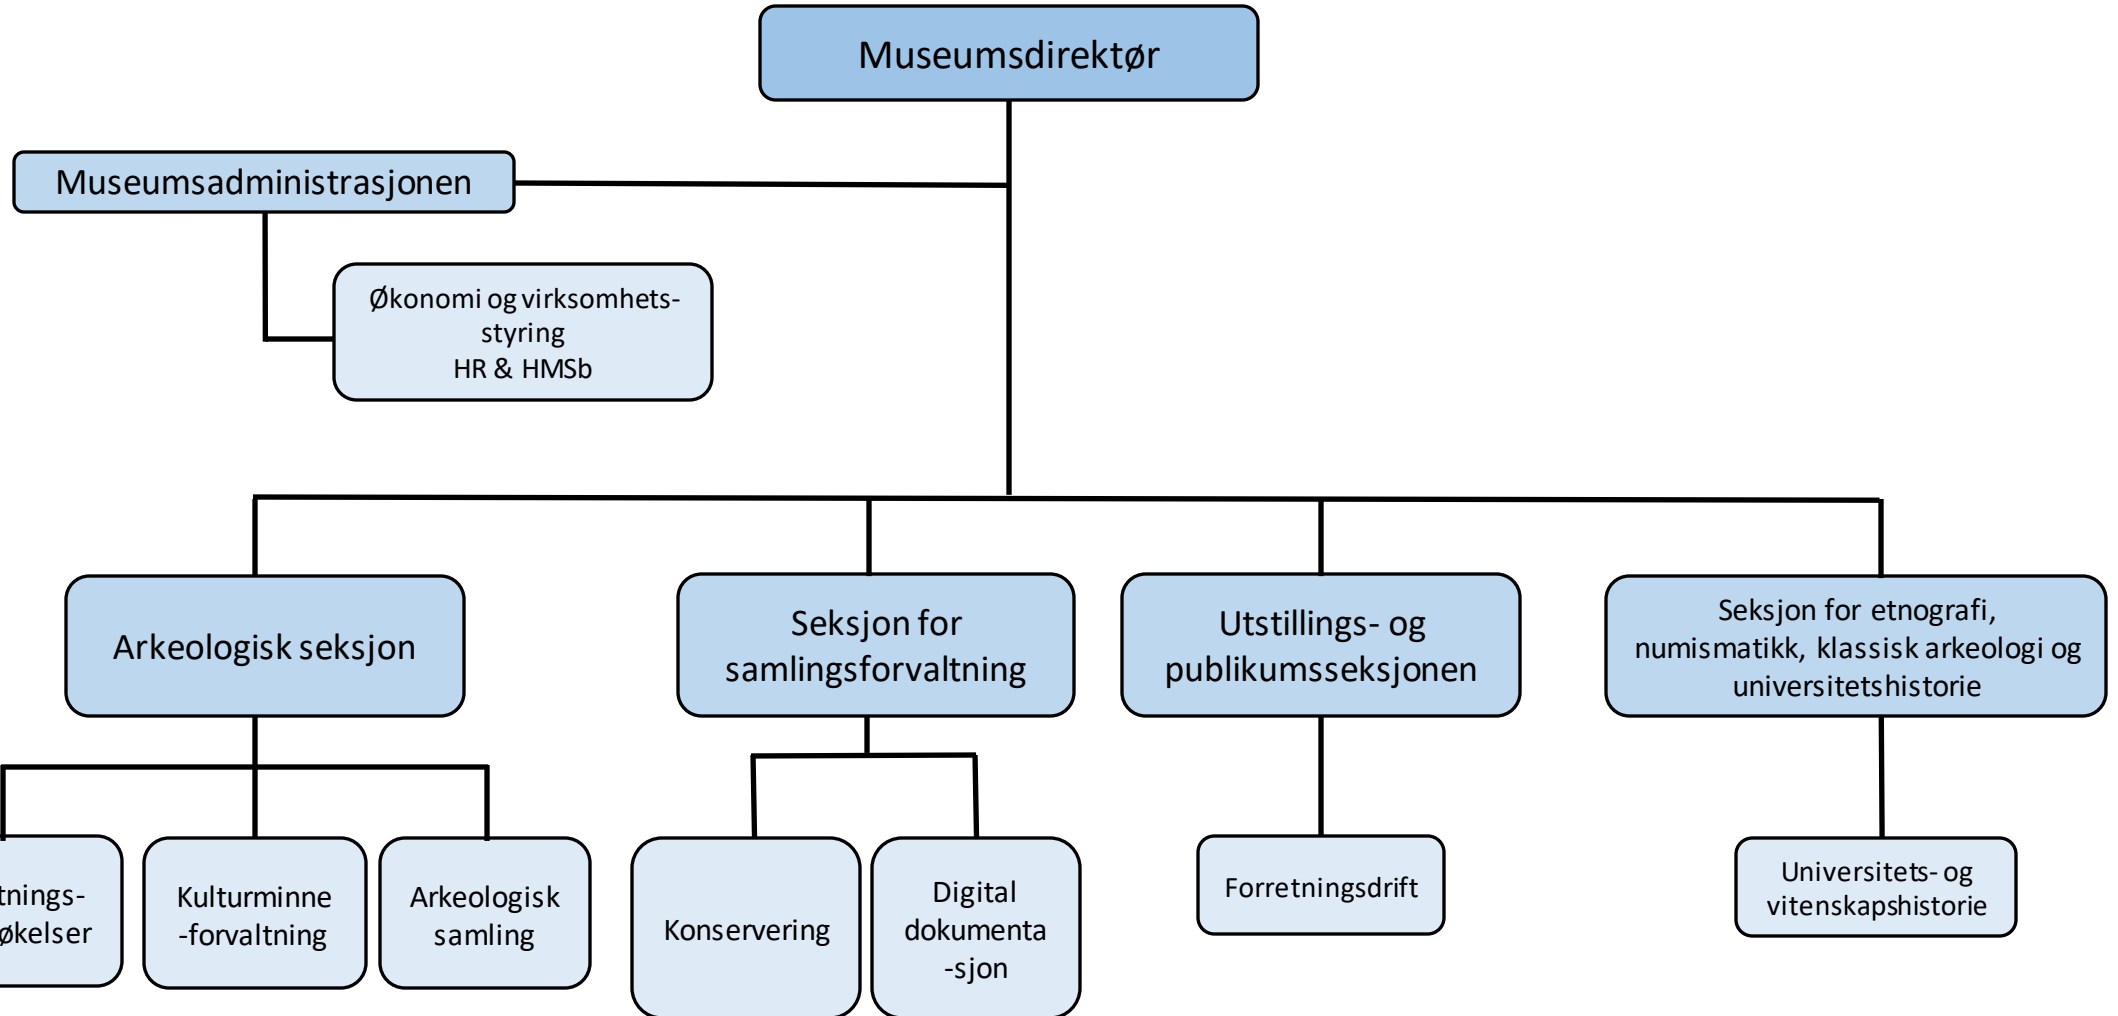 Museumsdirektør
Museumsadministrasjonen
Økonomi og virksomhets-
styring
HR & HMSb
Arkeologisk seksjon
Seksjon for
samlingsforvaltning
Utstillings- og
publikumsseksjonen
Seksjon for etnografi,
numismatikk, klassisk arkeologi og
universitetshistorie
Kulturminne
-forvaltning
Arkeologisk
samling
Konservering
Digital
dokumenta
-sjon
Forretningsdrift
Universitets- og
vitenskapshistorie